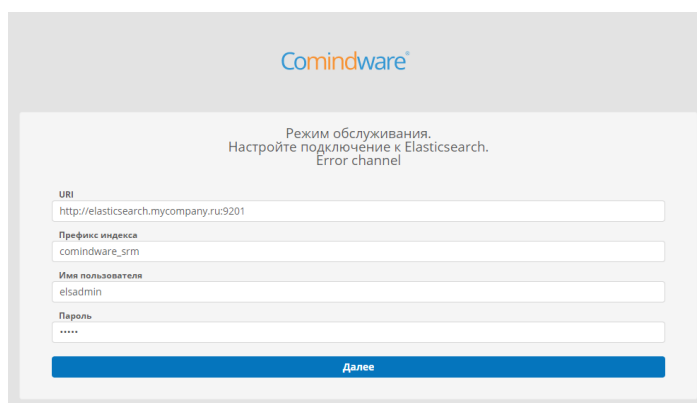 Comindware®
Режим обслуживания.
Настройте подключение к Elasticsearch.
Error channel
URI
http://elasticsearch.mycompany.ru:9201
Префикс индекса
comindware_srm
Имя пользователя
elsadmin
Пароль
•••••
Далее